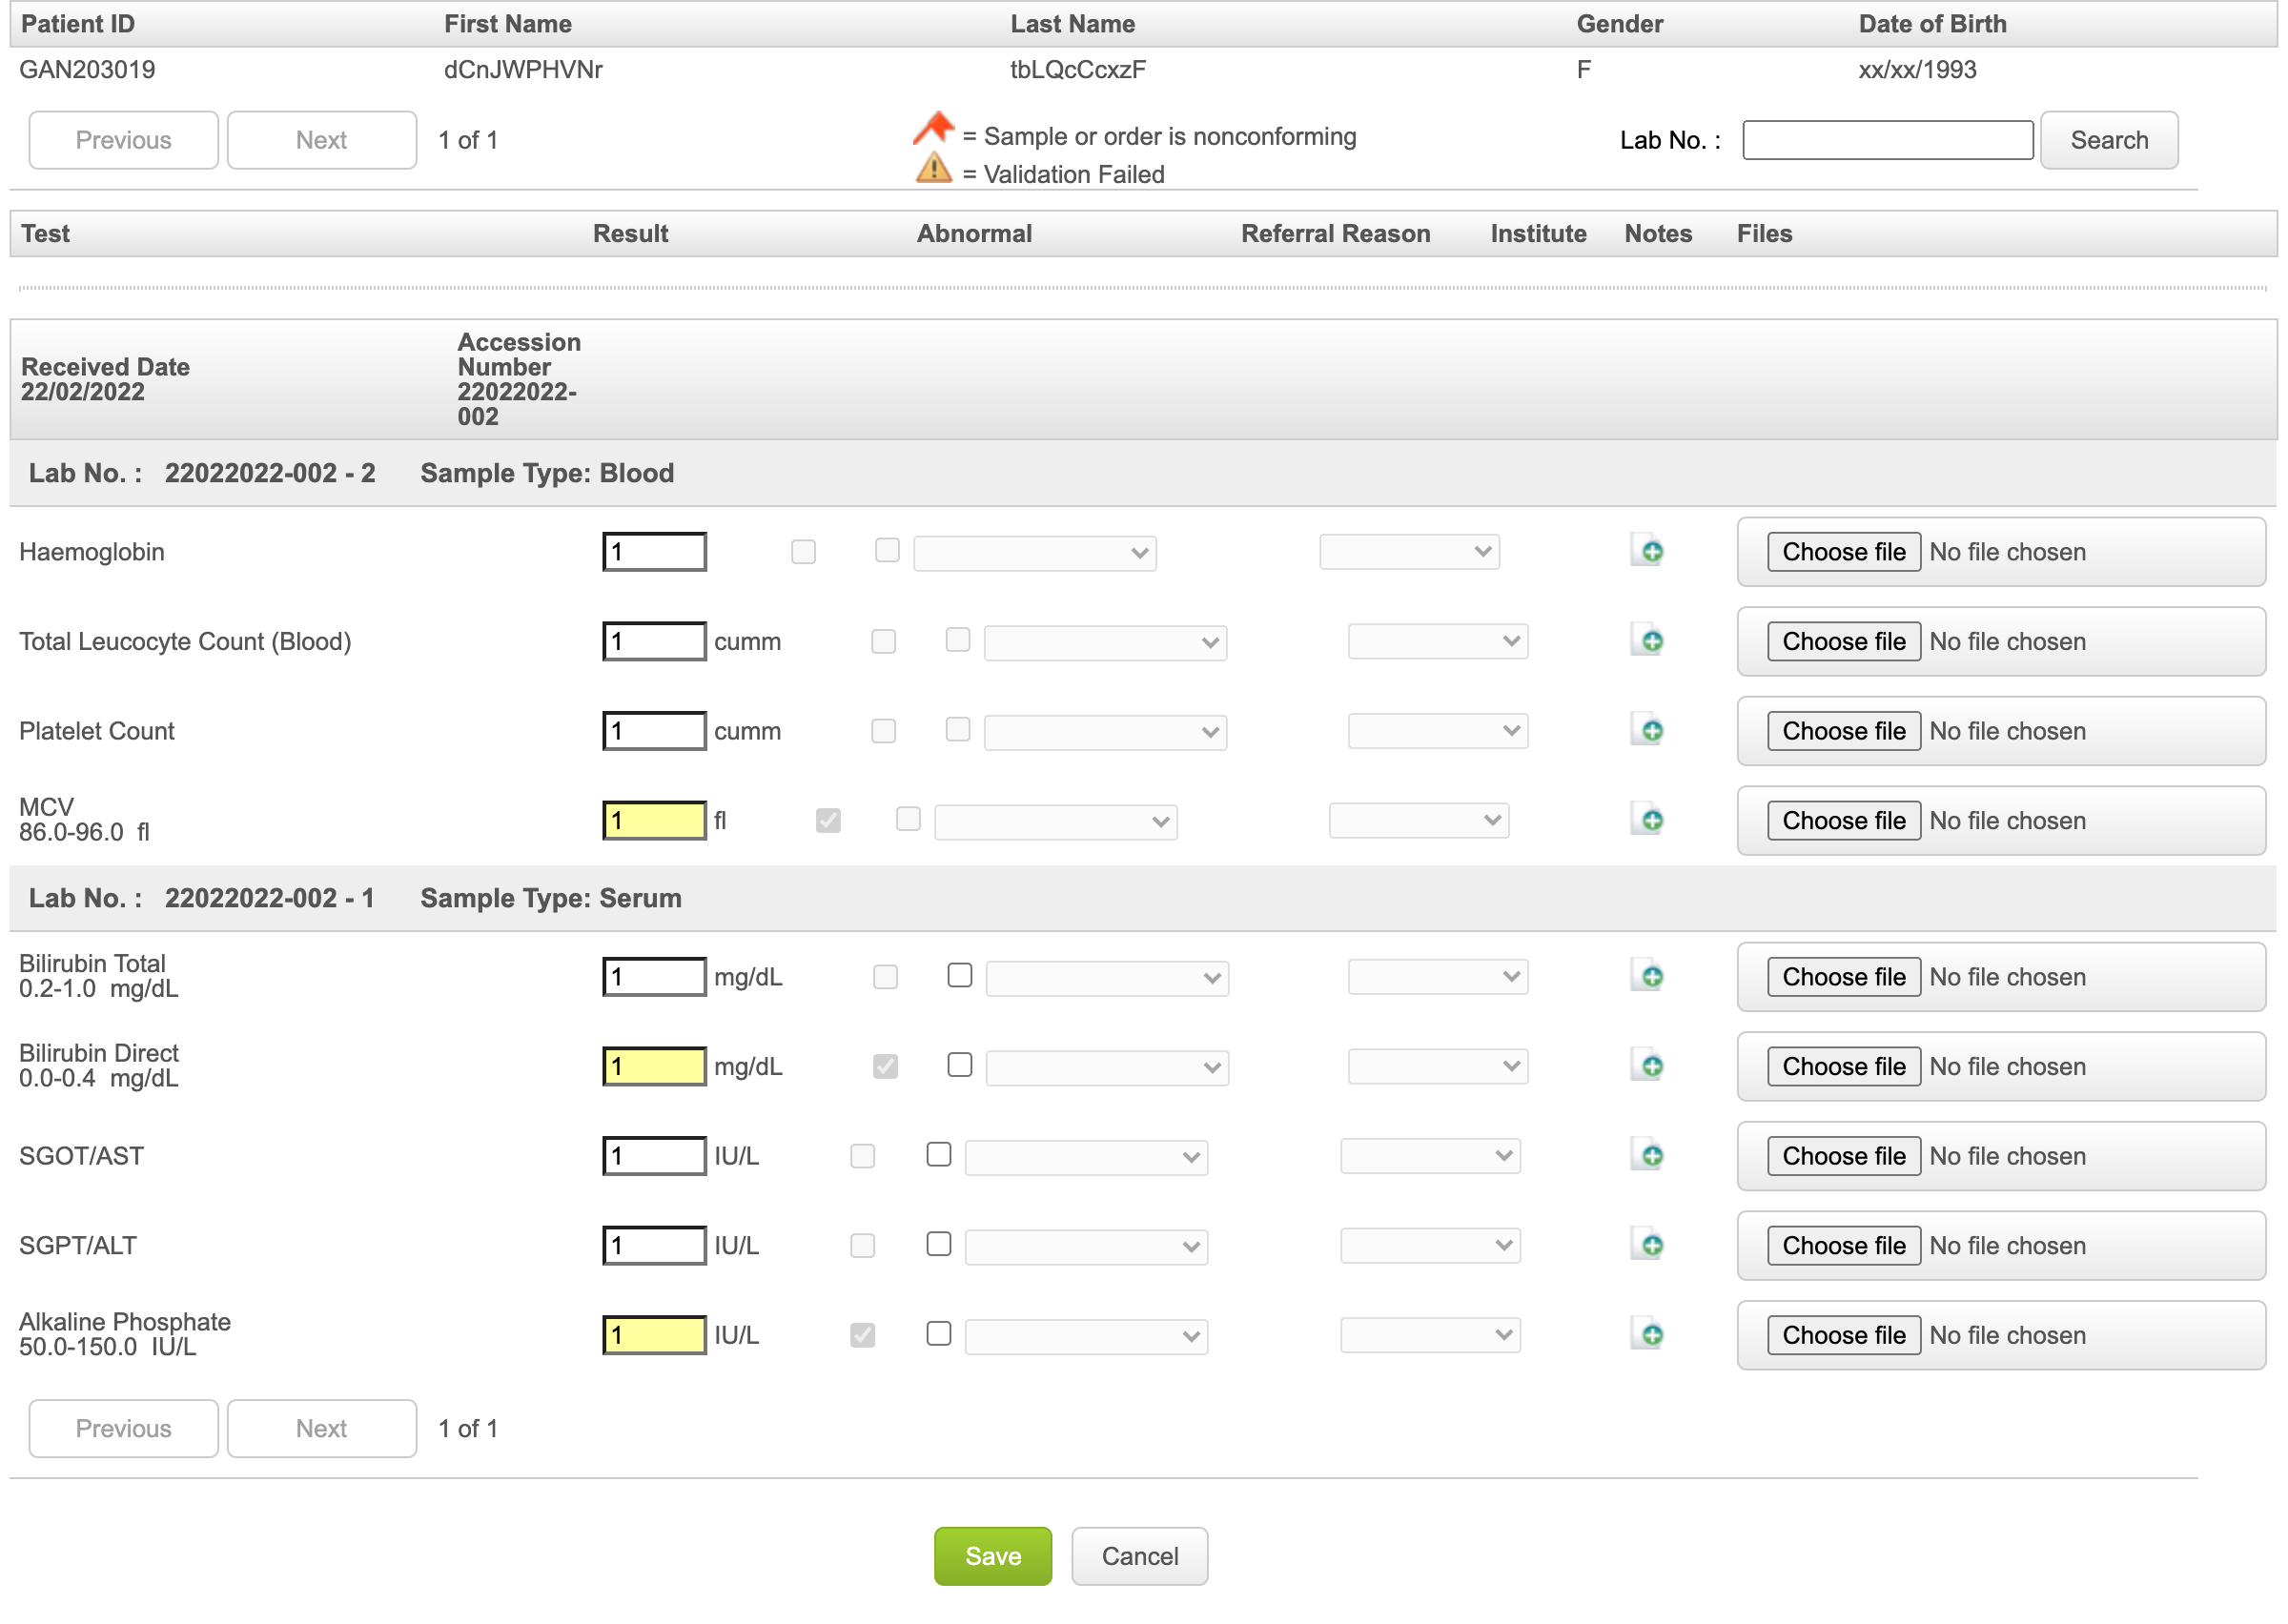 Patient ID First Name Last Name Gender Date of Birth
GAN203019 dCnJWPHVNr tbLQcCcxzF F xx/xx/1993
Previous Next 1 of 1 = Sample or order is nonconforming Lab No. : Search
= Validation Failed
Test Result Abnormal Referral Reason Institute Notes Files
Received Date
22/02/2022
Accession
Number
22022022-
002
Lab No. : 22022022-002 - 2 Sample Type: Blood
Haemoglobin 1 Choose file No file chosen
Total Leucocyte Count (Blood) 1 cumm Choose file No file chosen
Platelet Count 1 cumm Choose file No file chosen
MCV
86.0-96.0 fl
1 fl Choose file No file chosen
Lab No. : 22022022-002 - 1 Sample Type: Serum
Bilirubin Total
0.2-1.0 mg/dL
1 mg/dL Choose file No file chosen
Bilirubin Direct
0.0-0.4 mg/dL
1 mg/dL Choose file No file chosen
SGOT/AST 1 IU/L Choose file No file chosen
SGPT/ALT 1 IU/L Choose file No file chosen
Alkaline Phosphate
50.0-150.0 IU/L
1 IU/L Choose file No file chosen
Previous Next 1 of 1
Save Cancel